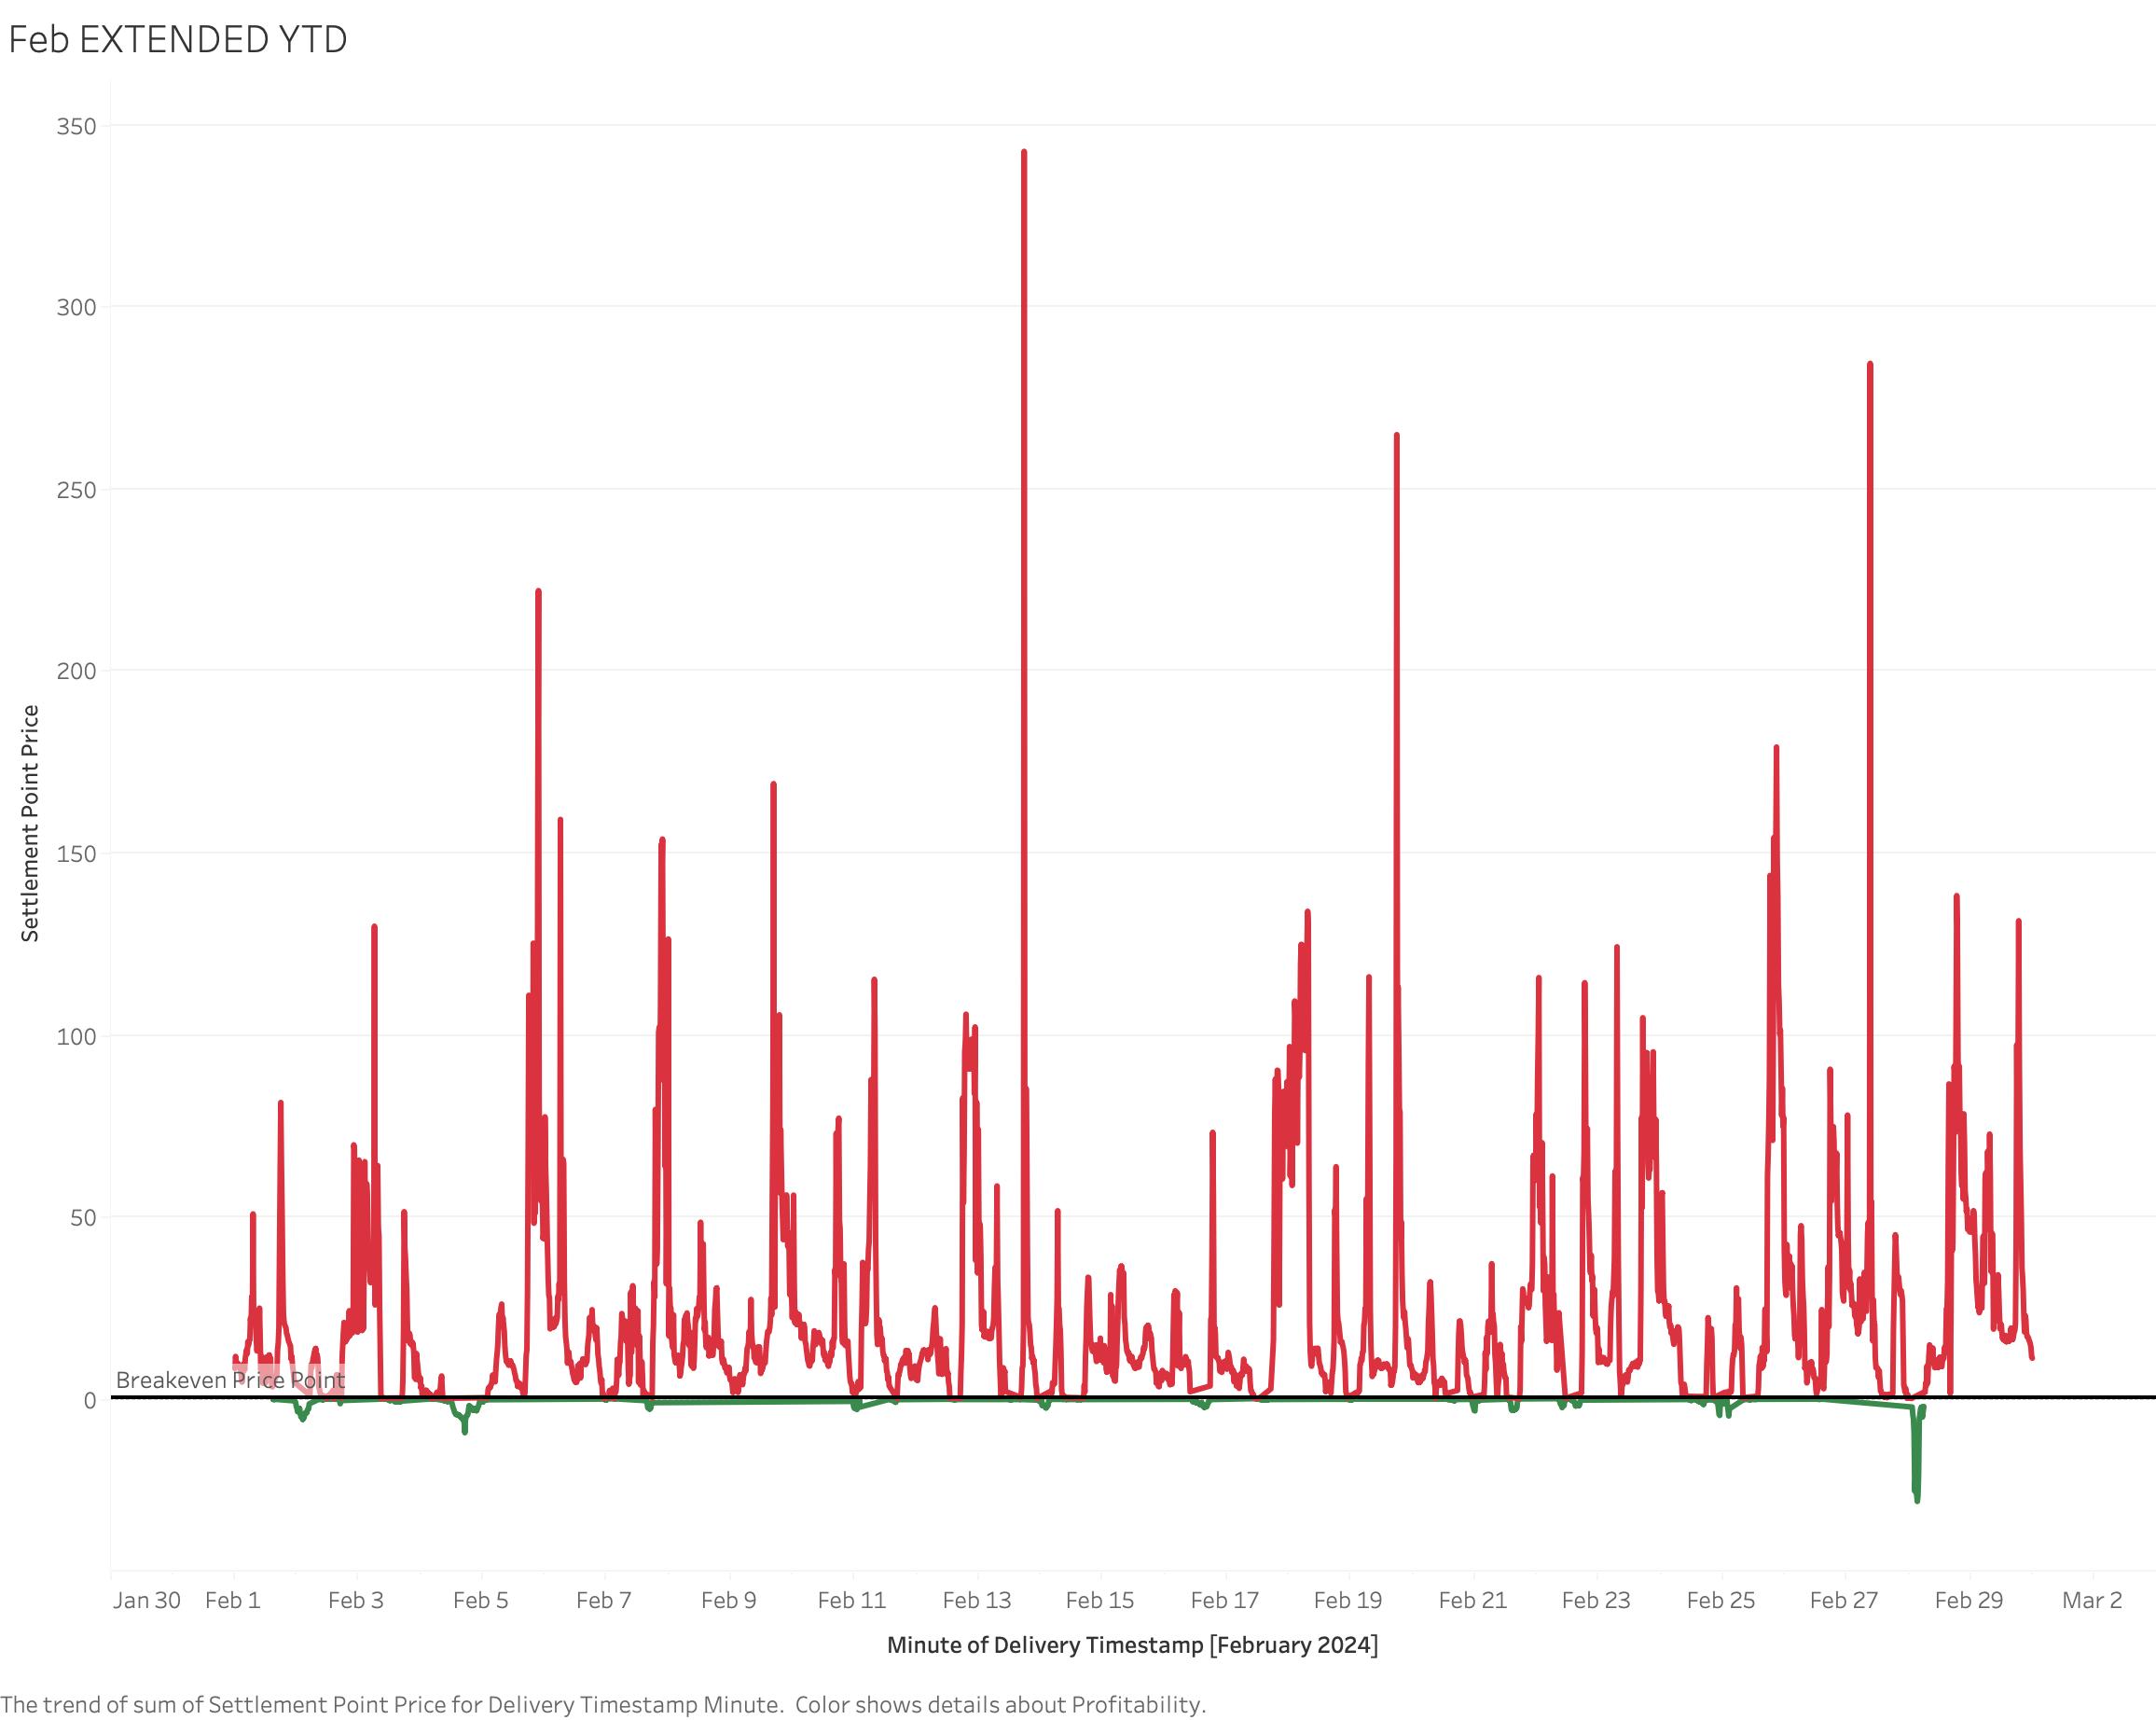 Feb EXTENDED YTD
350
300
250
200
150
100
50
0
Settlement Point Price
Breakeven Price Point
Jan 30 Feb 1 Feb 3 Feb 5 Feb 7 Feb 9 Feb 11 Feb 13 Feb 15 Feb 17 Feb 19 Feb 21 Feb 23 Feb 25 Feb 27 Feb 29 Mar 2
Minute of Delivery Timestamp [February 2024]
The trend of sum of Settlement Point Price for Delivery Timestamp Minute. Color shows details about Profitability.